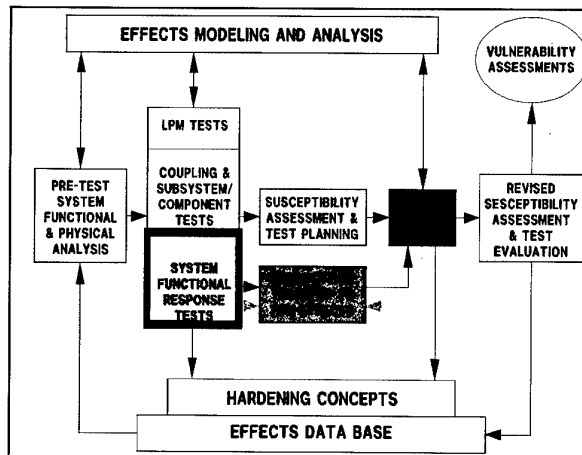 EFFECTS MODELING AND ANALYSIS
VULNERABILITY
ASSESSMENTS
LPM TESTS
PRE-TEST
SYSTEM
FUNCTIONAL
& PHYSICAL
ANALYSIS
COUPLING &
SUBSYSTEM/
COMPONENT
TESTS
SUSCEPTIBILITY
ASSESSMENT &
TEST PLANNING
REVISED
SESCEPTIBILITY
ASSESSMENT
& TEST
EVALUATION
SYSTEM
FUNCTIONAL
RESPONSE
TESTS
HARDENING CONCEPTS
EFFECTS DATA BASE